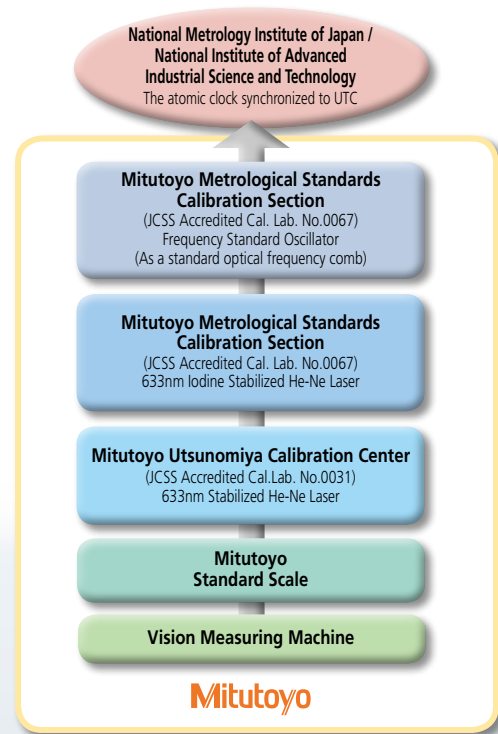 National Metrology Institute of Japan /
National Institute of Advanced
Industrial Science and Technology
The atomic clock synchronized to UTC
Mitutoyo Metrological Standards
Calibration Section
(JCSS Accredited Cal. Lab. No.0067)
Frequency Standard Oscillator
(As a standard optical frequency comb)
Mitutoyo Metrological Standards
Calibration Section
(JCSS Accredited Cal. Lab. No.0067)
633nm Iodine Stabilized He-Ne Laser
Mitutoyo Utsunomiya Calibration Center
(JCSS Accredited Cal.Lab. No.0031)
633nm Stabilized He-Ne Laser
Mitutoyo
Standard Scale
Vision Measuring Machine
Mitutoyo